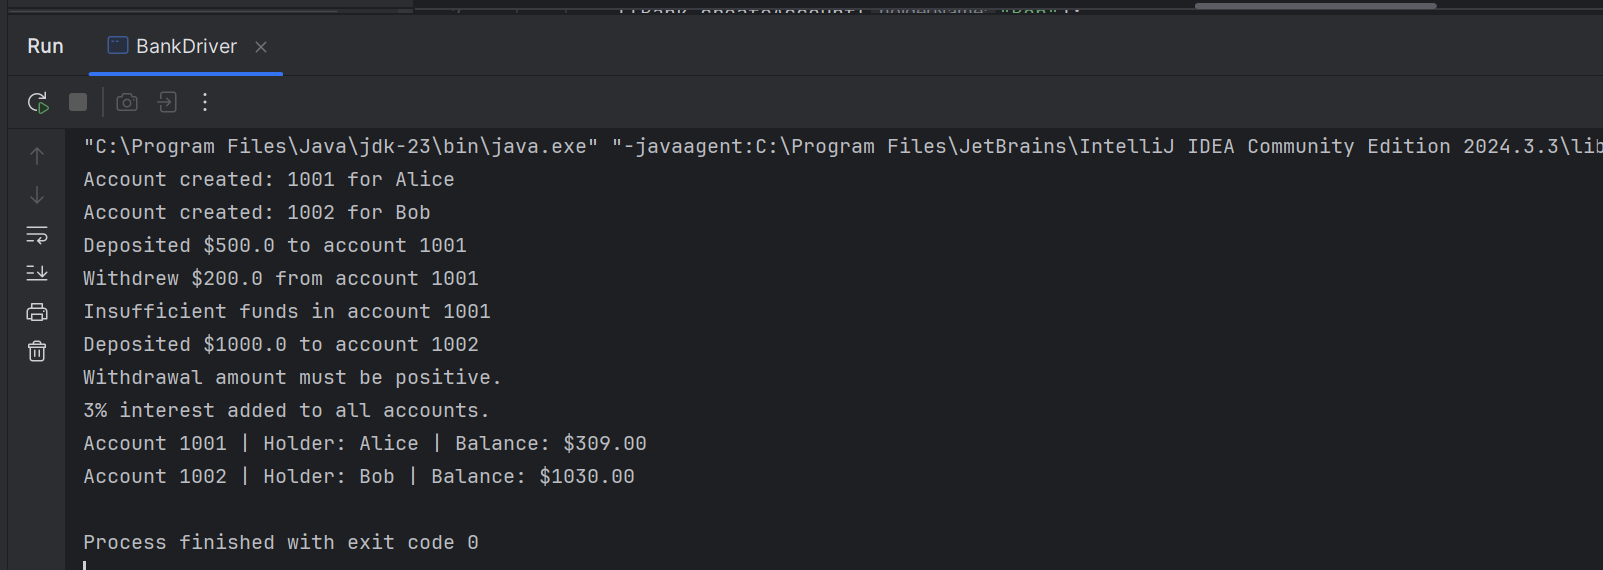 Run BankDriver
"C:\Program Files\Java\jdk-23\bin\java.exe" "-javaagent:C:\Program Files\JetBrains\IntelliJ IDEA Community Edition 2024.3.3\lib
Account created: 1001 for Alice
Account created: 1002 for Bob
Deposited $500.0 to account 1001
Withdrew $200.0 from account 1001
Insufficient funds in account 1001
Deposited $1000.0 to account 1002
Withdrawal amount must be positive.
3% interest added to all accounts.
Account 1001 | Holder: Alice | Balance: $309.00
Account 1002 | Holder: Bob | Balance: $1030.00
Process finished with exit code 0